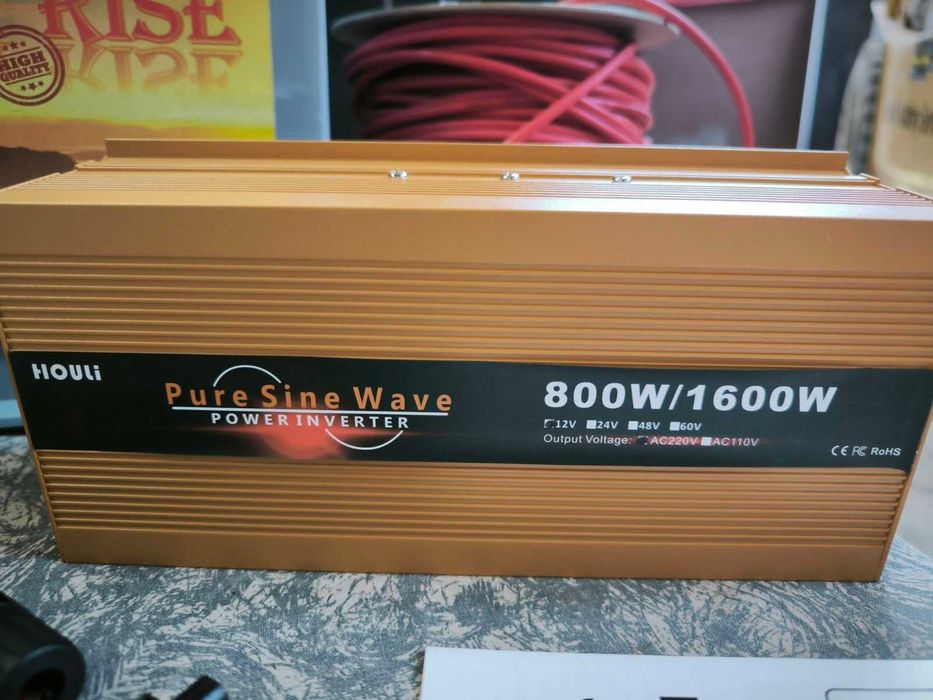 RISE
HIGH
QUALITY
HOULI
Pure Sine Wave
POWER INVERTER
800W/1600W
12V 24V 48V 60V
Output Voltage: AC220V AC110V
CE FC RoHS